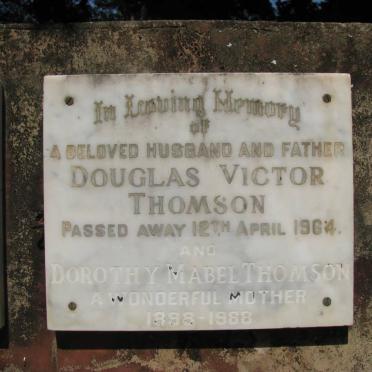 In Loving Memory
of
A BELOVED HUSBAND AND FATHER
DOUGLAS VICTOR
THOMSON
PASSED AWAY 12TH APRIL 1964.
AND
DOROTHY MABEL THOMSON
A WONDERFUL MOTHER
1898-1988